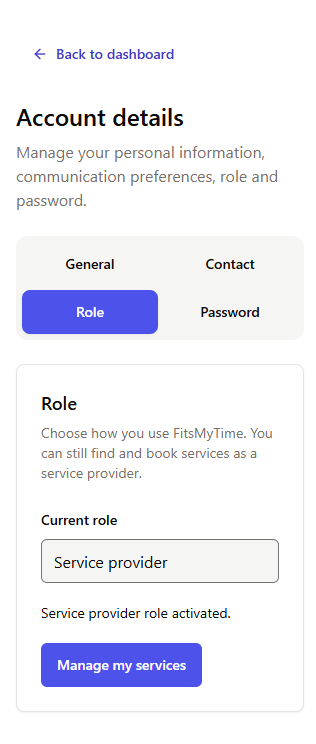 Back to dashboard
Account details
Manage your personal information,
communication preferences, role and
password.
General
Contact
Role
Password
Role
Choose how you use FitsMyTime. You
can still find and book services as a
service provider.
Current role
Service provider
Service provider role activated.
Manage my services